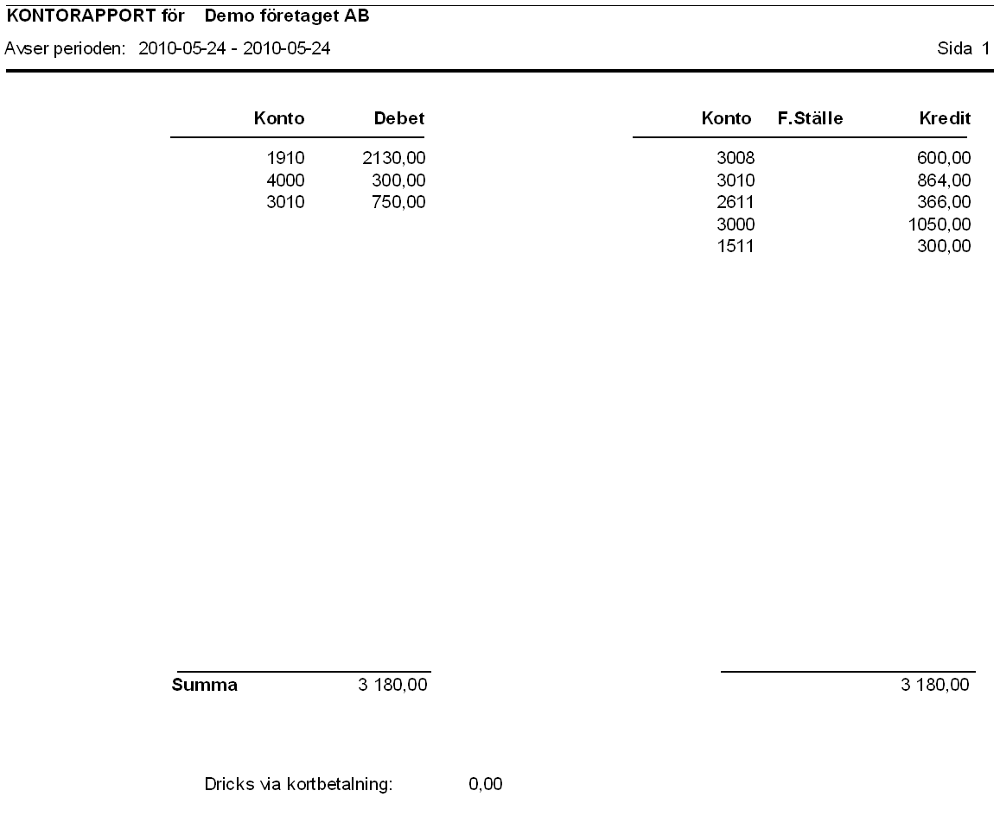 KONTORAPPORT för Demo företaget AB
Avser perioden: 2010-05-24 - 2010-05-24 Sida 1
Konto Debet Konto F.Ställe Kredit
1910 2130,00 3008 600,00
4000 300,00 3010 864,00
3010 750,00 2611 366,00
3000 1050,00
1511 300,00
Summa 3 180,00 3 180,00
Dricks via kortbetalning: 0,00